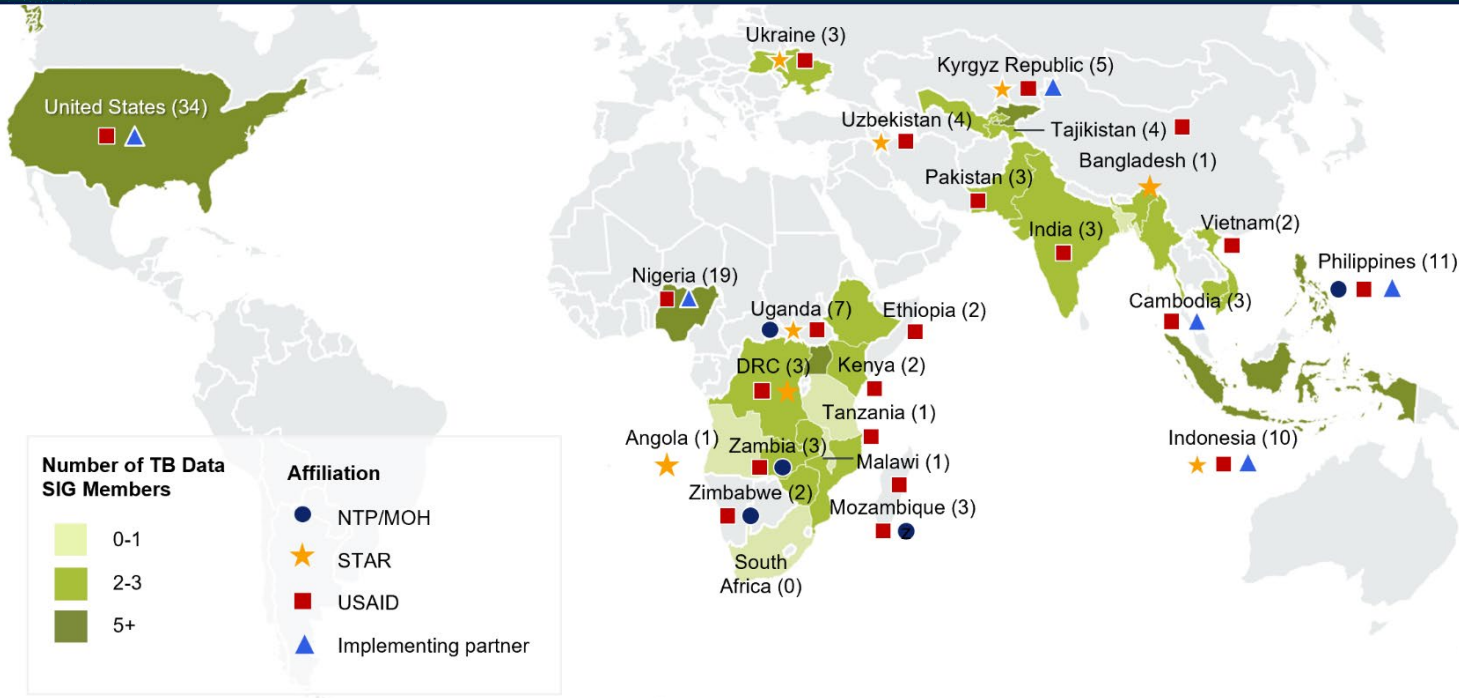 Ukraine (3)
Kyrgyz Republic (5)
United States (34)
Uzbekistan (4)
Tajikistan (4)
Bangladesh (1)
Pakistan (3)
India (3)
Vietnam(2)
Nigeria (19)
Philippines (11)
Uganda (7)
Ethiopia (2)
Cambodia (3)
DRC (3)
Kenya (2)
Tanzania (1)
Angola (1)
Zambia (3)
Malawi (1)
Indonesia (10)
Zimbabwe (2)
Mozambique (3)
z
South
Africa (0)
Number of TB Data
SIG Members
0-1
2-3
5+
Affiliation
NTP/MOH
STAR
USAID
Implementing partner